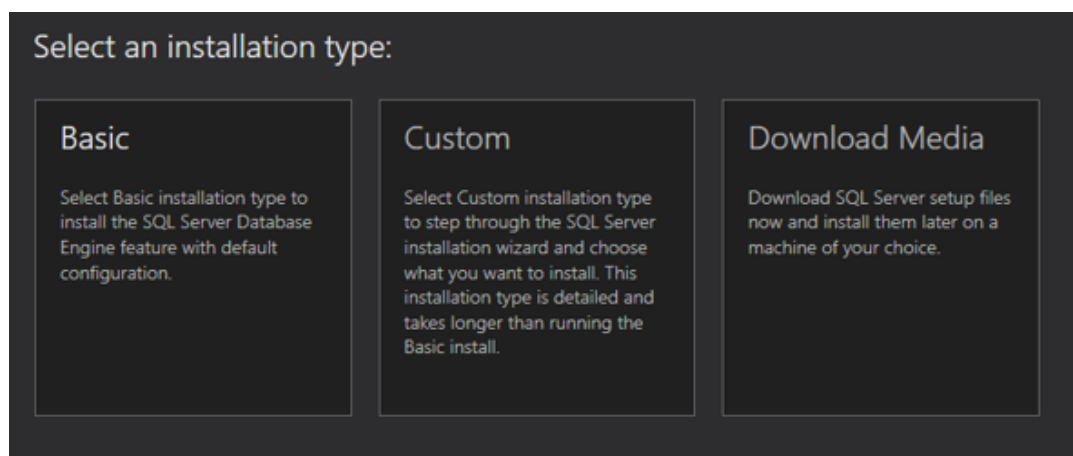 Select an installation type:
Basic
Select Basic installation type to
install the SQL Server Database
Engine feature with default
configuration.
Custom
Select Custom installation type
to step through the SQL Server
installation wizard and choose
what you want to install. This
installation type is detailed and
takes longer than running the
Basic install.
Download Media
Download SQL Server setup files
now and install them later on a
machine of your choice.